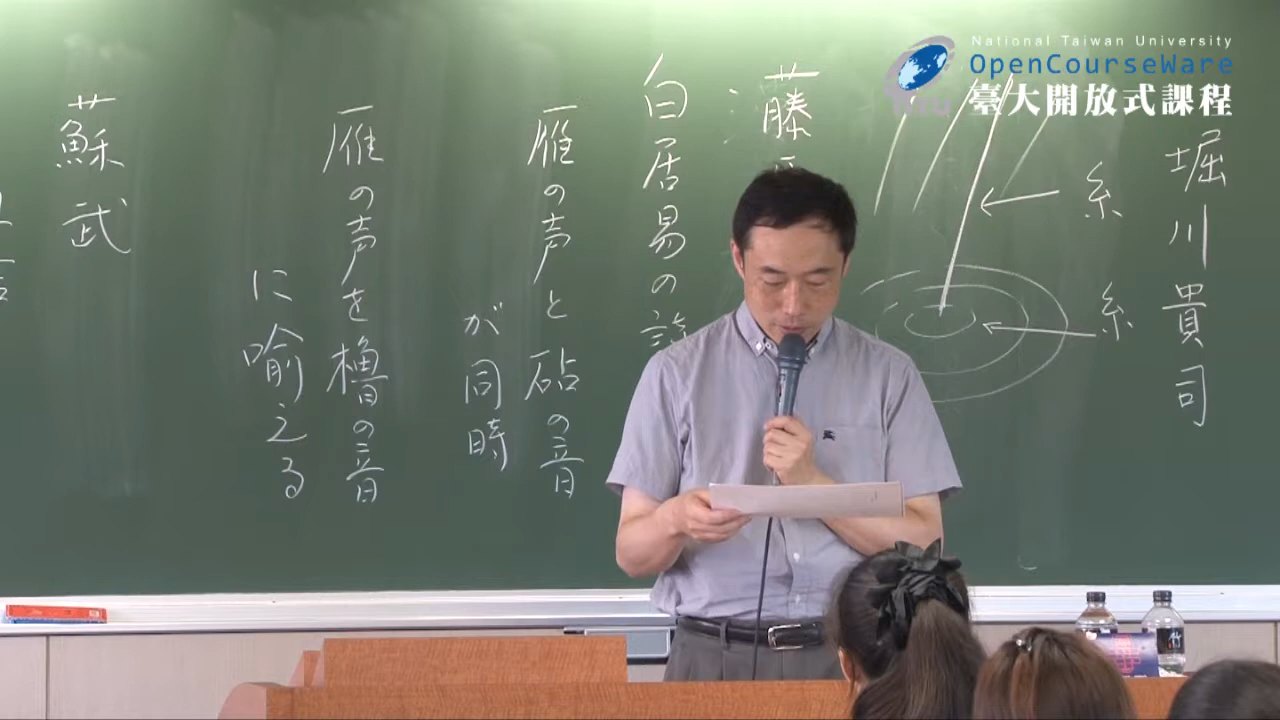 National Taiwan University
OpenCourseWare
臺大開放式課程
堀川貴司
糸
糸
藤
白居易の詩
雁の声と砧の音
が同時
雁の声を櫓の音
に喩える
蘇武